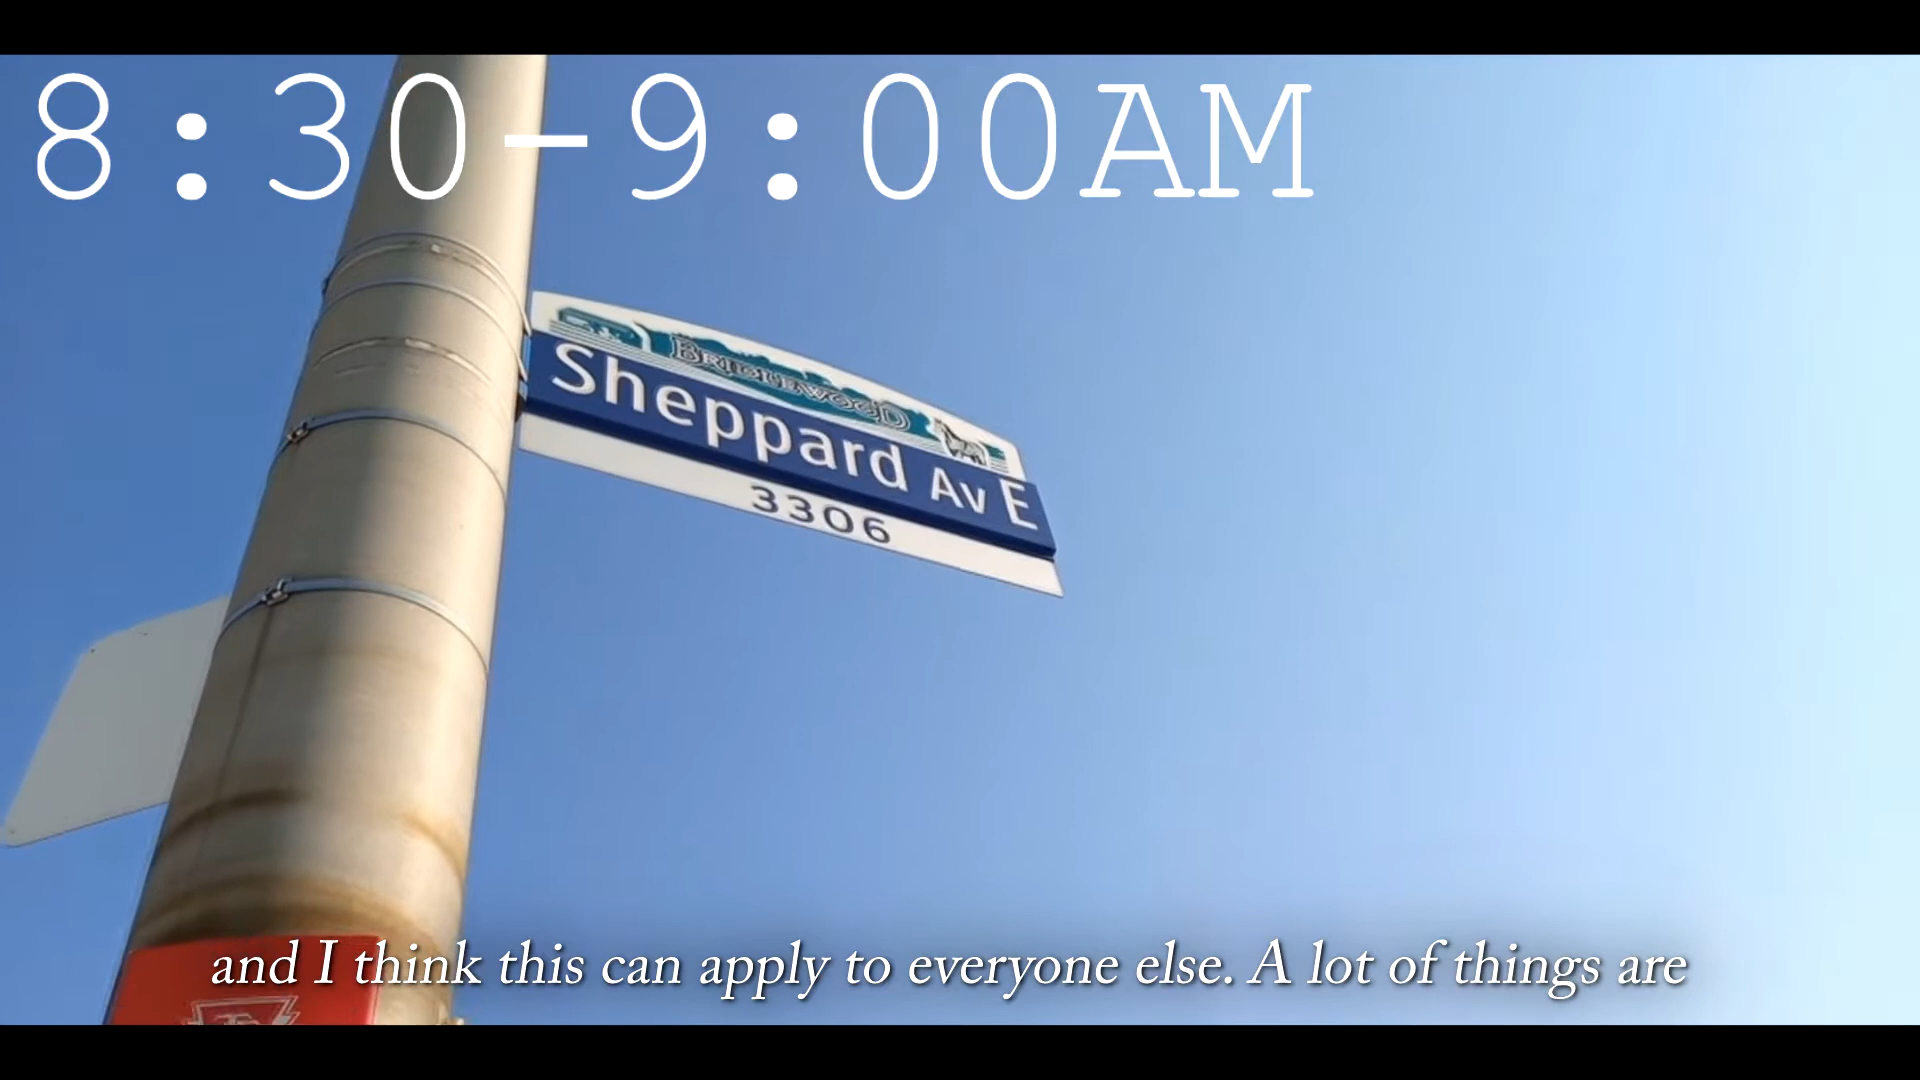 8:30-9:00AM
BRIDLEWOOD
Sheppard Av E
3306
and I think this can apply to everyone else. A lot of things are